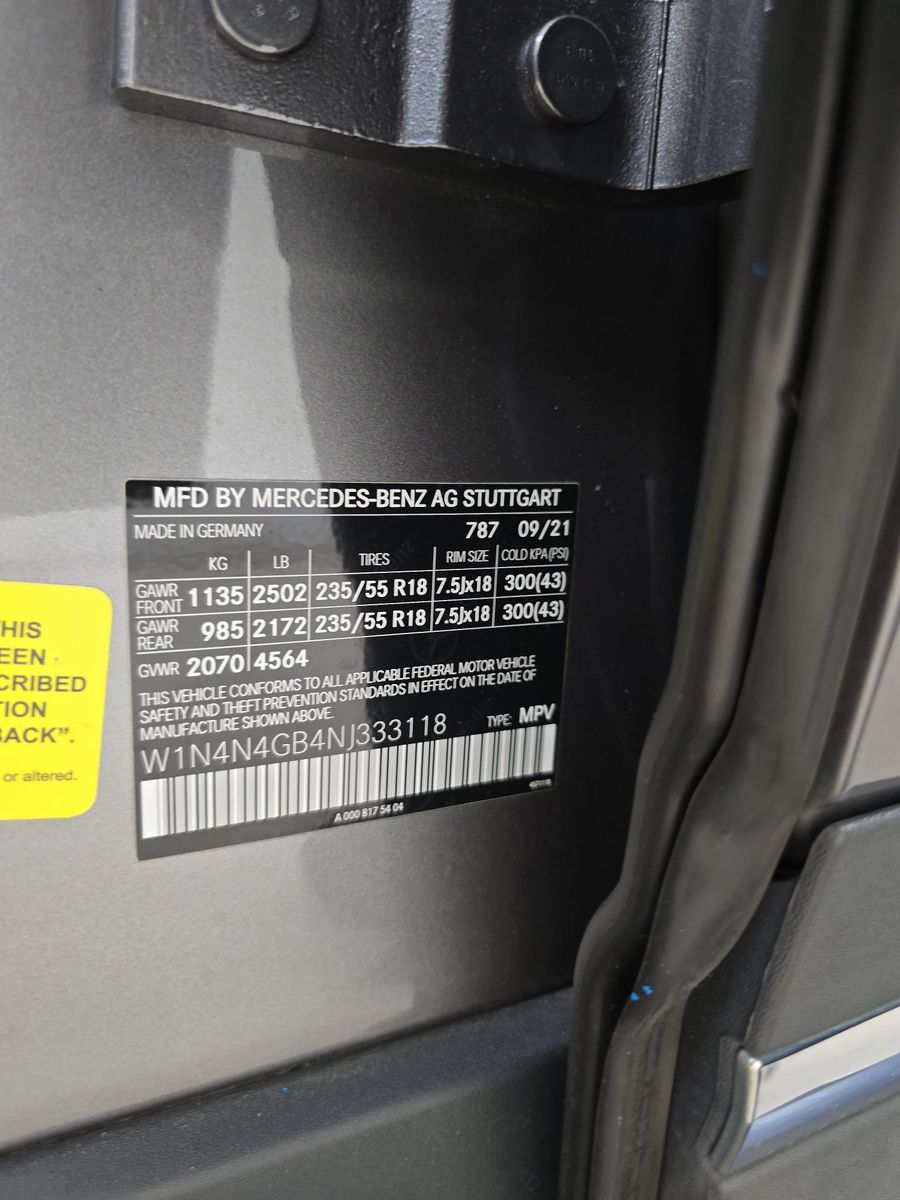 MFD BY MERCEDES-BENZ AG STUTTGART
MADE IN GERMANY 787 09/21
KG LB TIRES RIM SIZE COLD KPA(PSI)
GAWR FRONT 1135 2502 235/55 R18 7.5Jx18 300(43)
GAWR REAR 985 2172 235/55 R18 7.5Jx18 300(43)
GVWR 2070 4564
THIS VEHICLE CONFORMS TO ALL APPLICABLE FEDERAL MOTOR VEHICLE
SAFETY AND THEFT PREVENTION STANDARDS IN EFFECT ON THE DATE OF
MANUFACTURE SHOWN ABOVE.
TYPE: MPV
W1N4N4GB4NJ333118
A 000 817 54 04
HIS
EEN
CRIBED
TION
BACK”.
or altered.